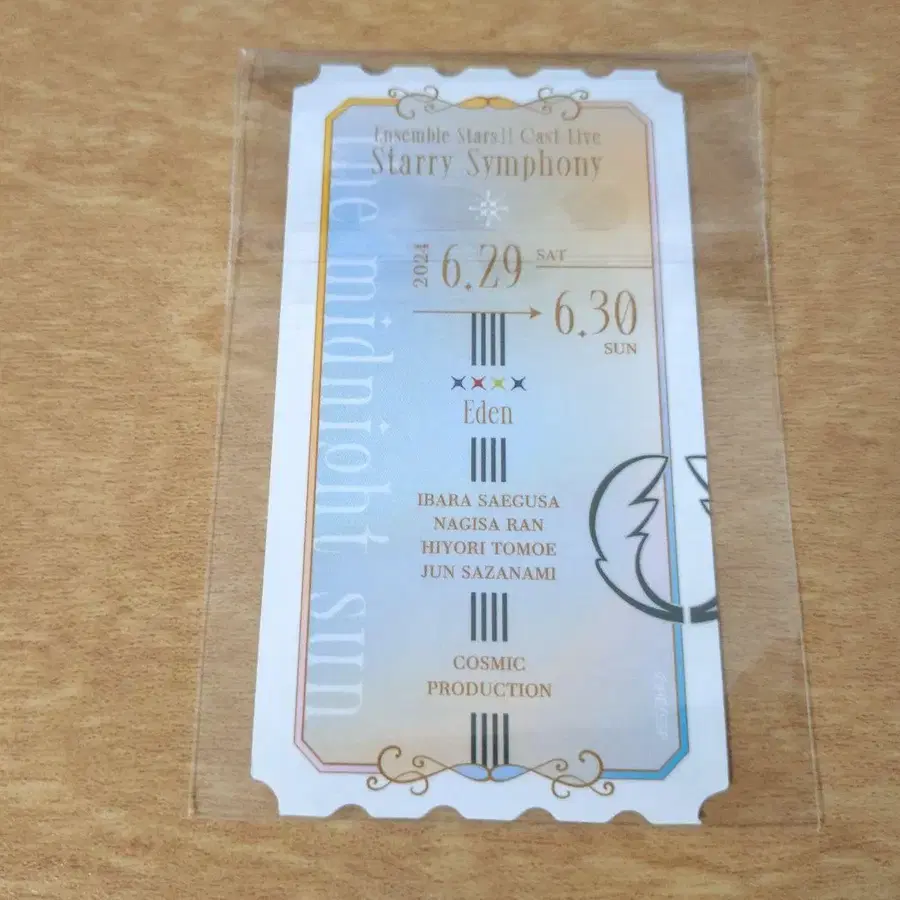 Ensemble Stars!! Cast Live
Starry Symphony
the midnight sun
2024
6.29 SAT
6.30
SUN
Eden
IBARA SAEGUSA
NAGISA RAN
HIYORI TOMOE
JUN SAZANAMI
COSMIC
PRODUCTION